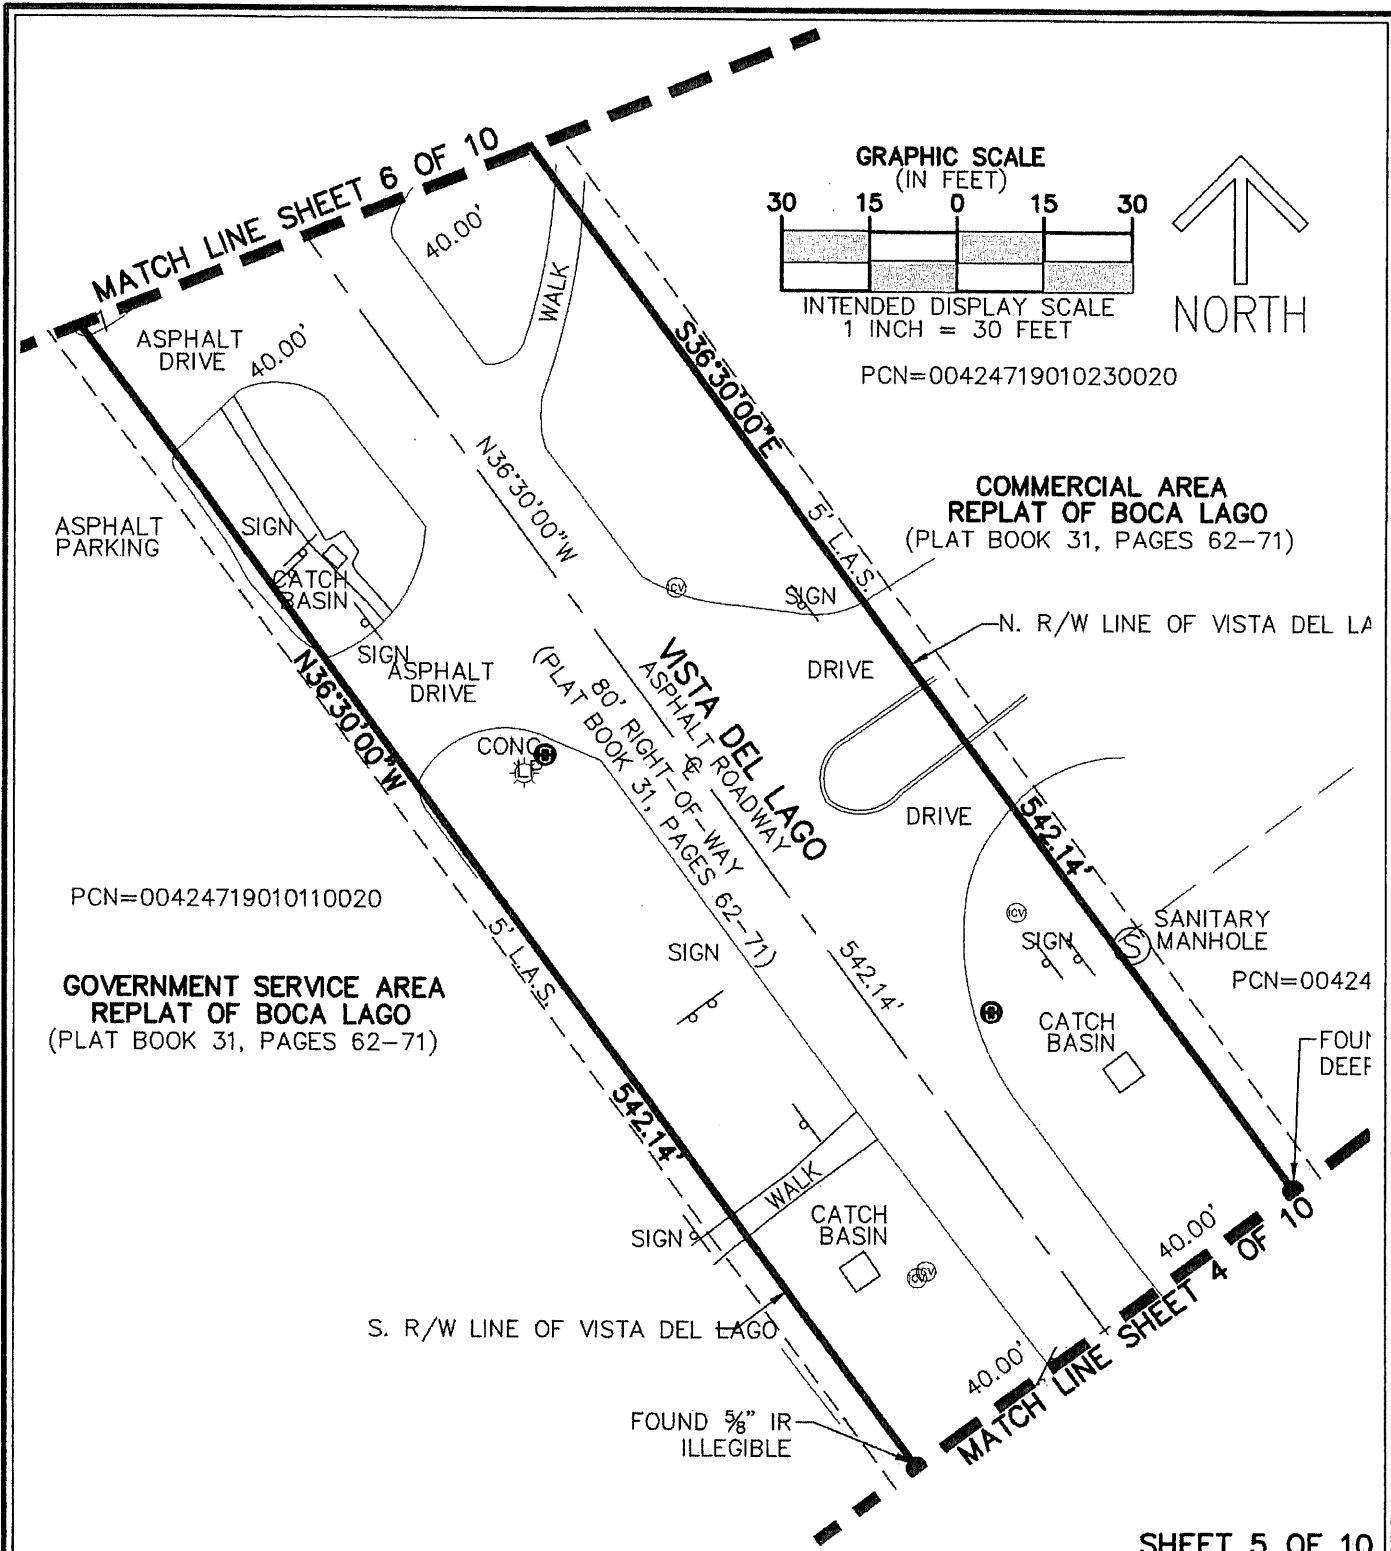 MATCH LINE SHEET 6 OF 10
GRAPHIC SCALE
(IN FEET)
30 15 0 15 30
INTENDED DISPLAY SCALE
1 INCH = 30 FEET
NORTH
PCN=00424719010230020
40.00'
WALK
ASPHALT
DRIVE
40.00'
S36°30'00"E
N36°30'00"W
COMMERCIAL AREA
REPLAT OF BOCA LAGO
(PLAT BOOK 31, PAGES 62-71)
ASPHALT
PARKING
SIGN
CATCH
BASIN
5' L.A.S.
ICV
SIGN
N. R/W LINE OF VISTA DEL LA
SIGN
ASPHALT
DRIVE
N36°30'00"W
DRIVE
VISTA DEL LAGO
ASPHALT ROADWAY
80' RIGHT-OF-WAY
(PLAT BOOK 31, PAGES 62-71)
CONC
LP
DRIVE
542.14'
PCN=00424719010110020
5' L.A.S.
SIGN
542.14'
ICV
SIGN
S
SANITARY
MANHOLE
PCN=00424
GOVERNMENT SERVICE AREA
REPLAT OF BOCA LAGO
(PLAT BOOK 31, PAGES 62-71)
CATCH
BASIN
FOUN
DEER
542.14'
WALK
SIGN
CATCH
BASIN
ICV
ICV
40.00'
S. R/W LINE OF VISTA DEL LAGO
40.00'
MATCH LINE SHEET 4 OF 10
FOUND ⅝" IR
ILLEGIBLE
SHEET 5 OF 10